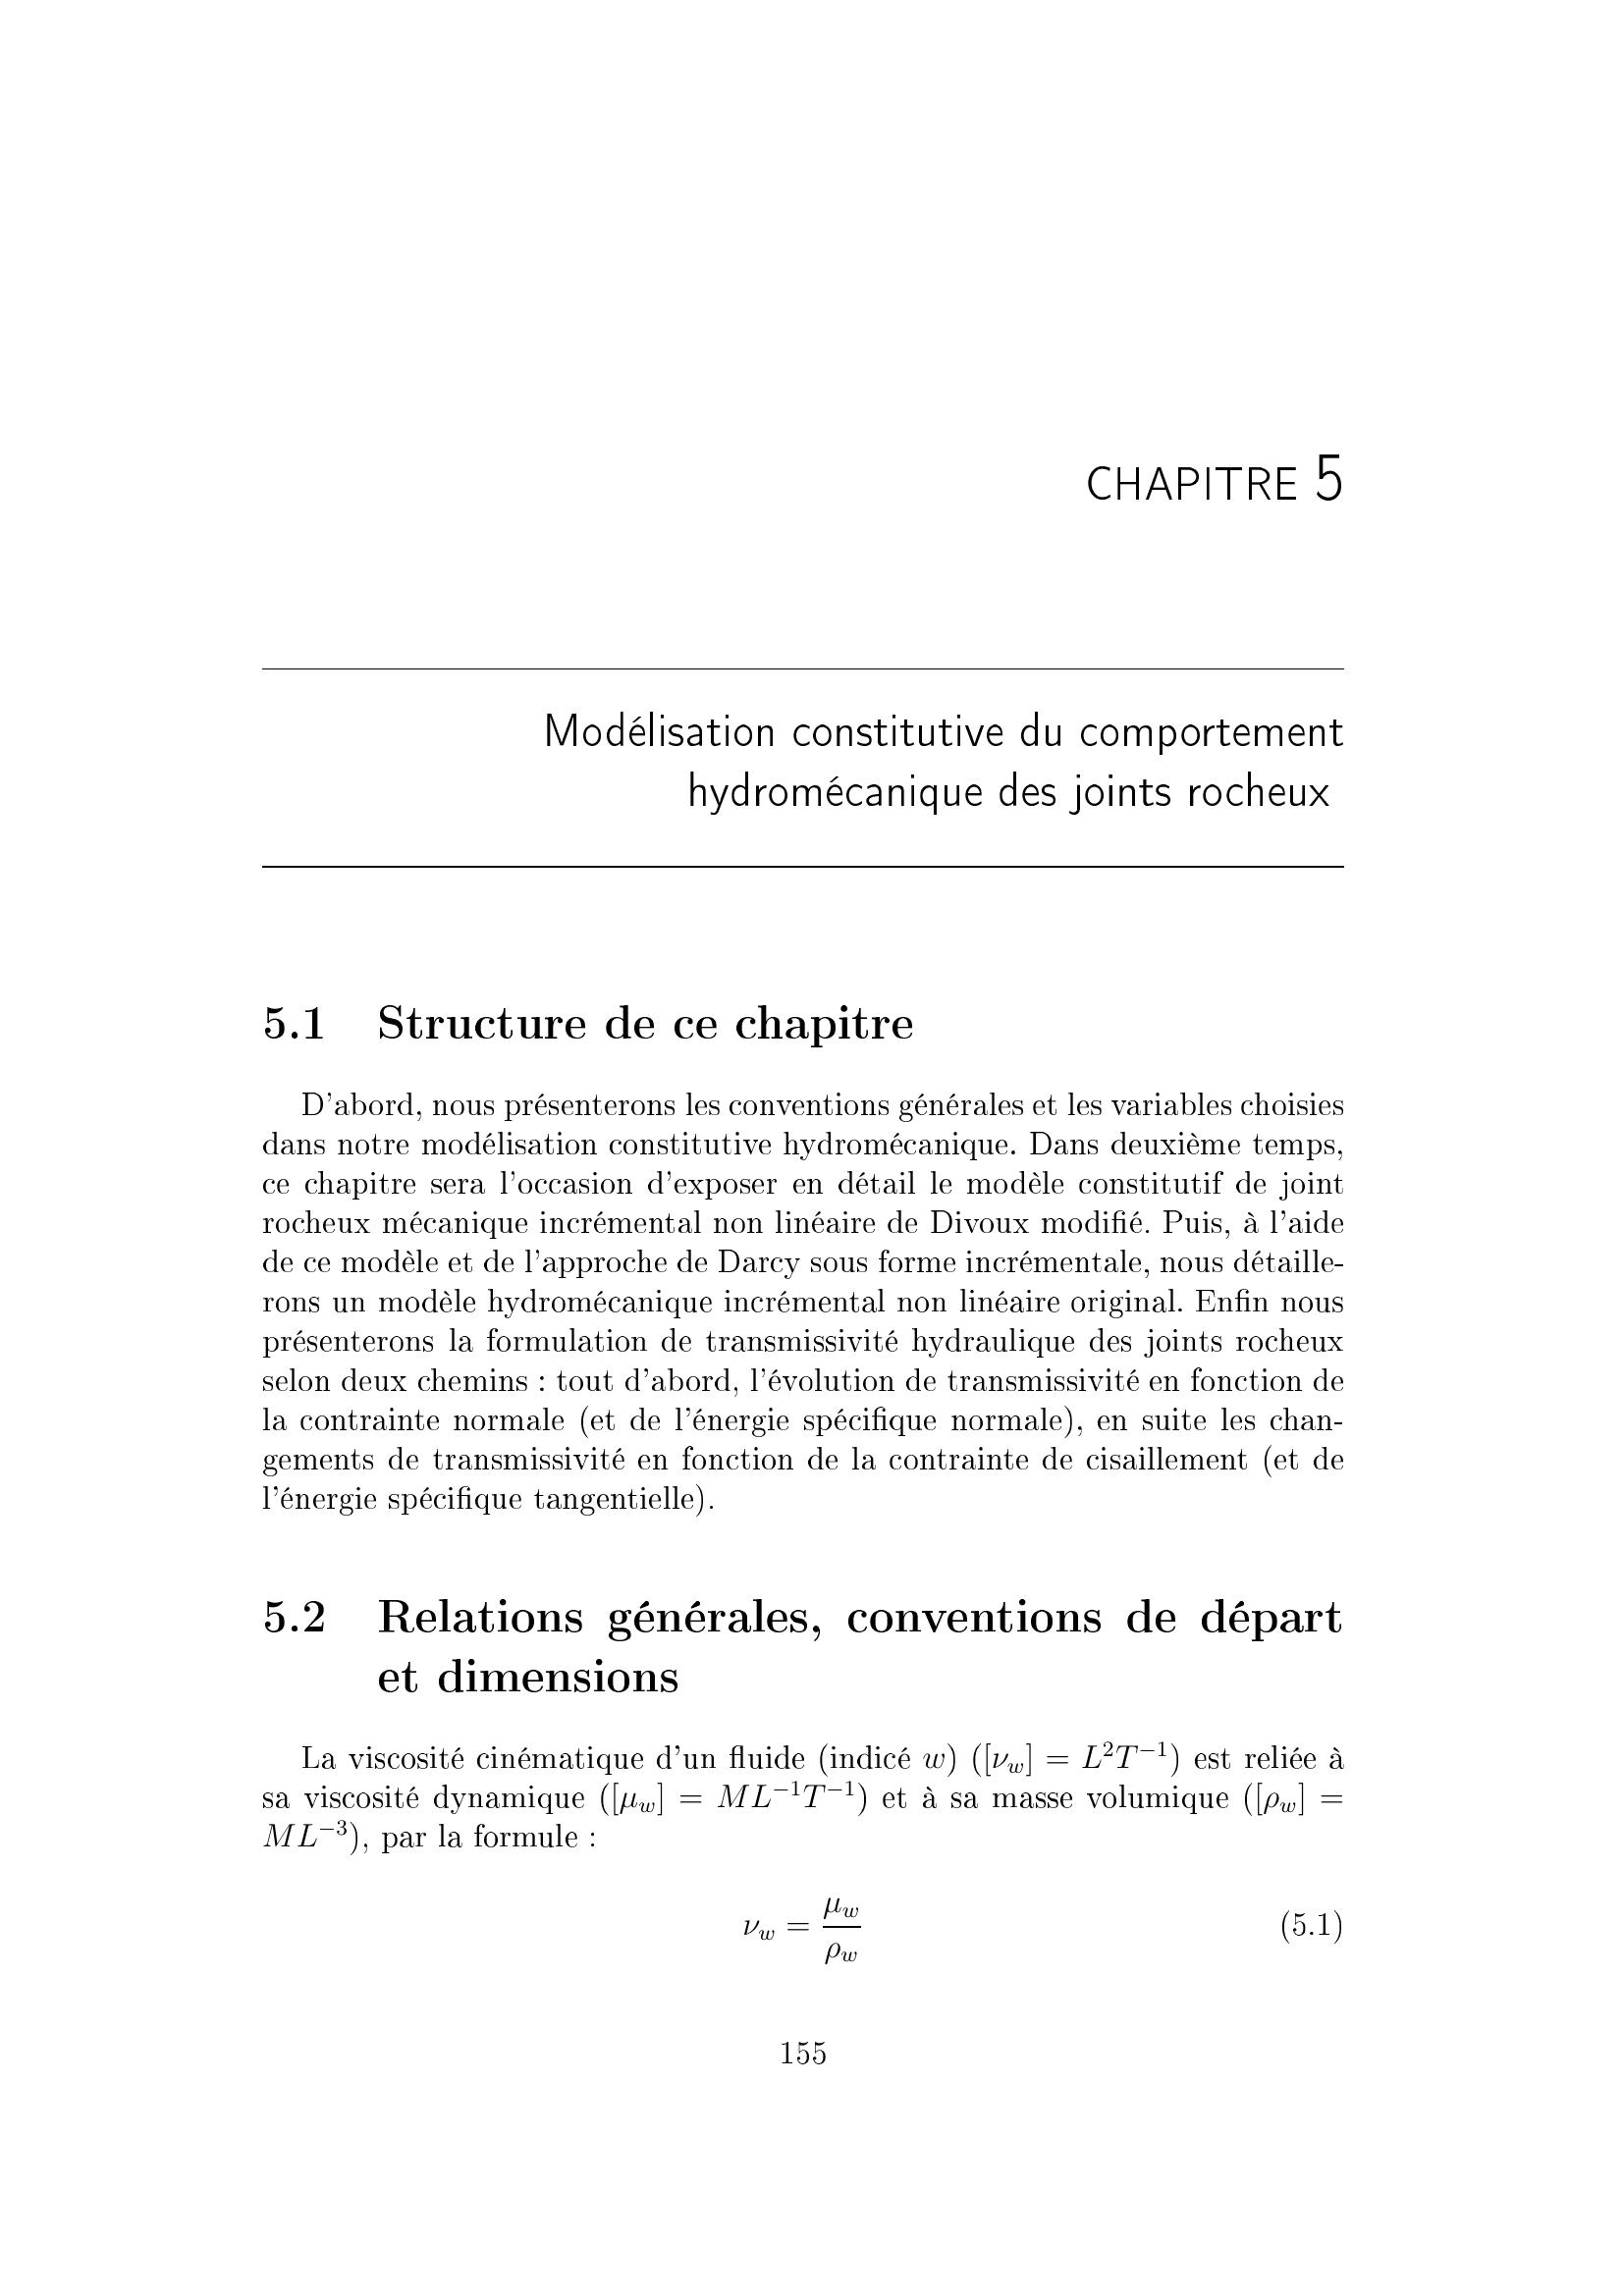 CHAPITRE 5
Modélisation constitutive du comportement
hydromécanique des joints rocheux
5.1 Structure de ce chapitre
D'abord, nous présenterons les conventions générales et les variables choisies
dans notre modélisation constitutive hydromécanique. Dans deuxième temps,
ce chapitre sera l'occasion d'exposer en détail le modèle constitutif de joint
rocheux mécanique incrémental non linéaire de Divoux modifié. Puis, à l'aide
de ce modèle et de l'approche de Darcy sous forme incrémentale, nous détaille-
rons un modèle hydromécanique incrémental non linéaire original. Enfin nous
présenterons la formulation de transmissivité hydraulique des joints rocheux
selon deux chemins : tout d'abord, l'évolution de transmissivité en fonction de
la contrainte normale (et de l'énergie spécifique normale), en suite les chan-
gements de transmissivité en fonction de la contrainte de cisaillement (et de
l'énergie spécifique tangentielle).
5.2 Relations générales, conventions de départ
et dimensions
La viscosité cinématique d'un fluide (indicé $w$) ($[\nu_w] = L^2T^{-1}$) est reliée à
sa viscosité dynamique ($[\mu_w] = ML^{-1}T^{-1}$) et à sa masse volumique ($[\rho_w] =$
$ML^{-3}$), par la formule :
$\nu_w = \frac{\mu_w}{\rho_w}$ (5.1)
155